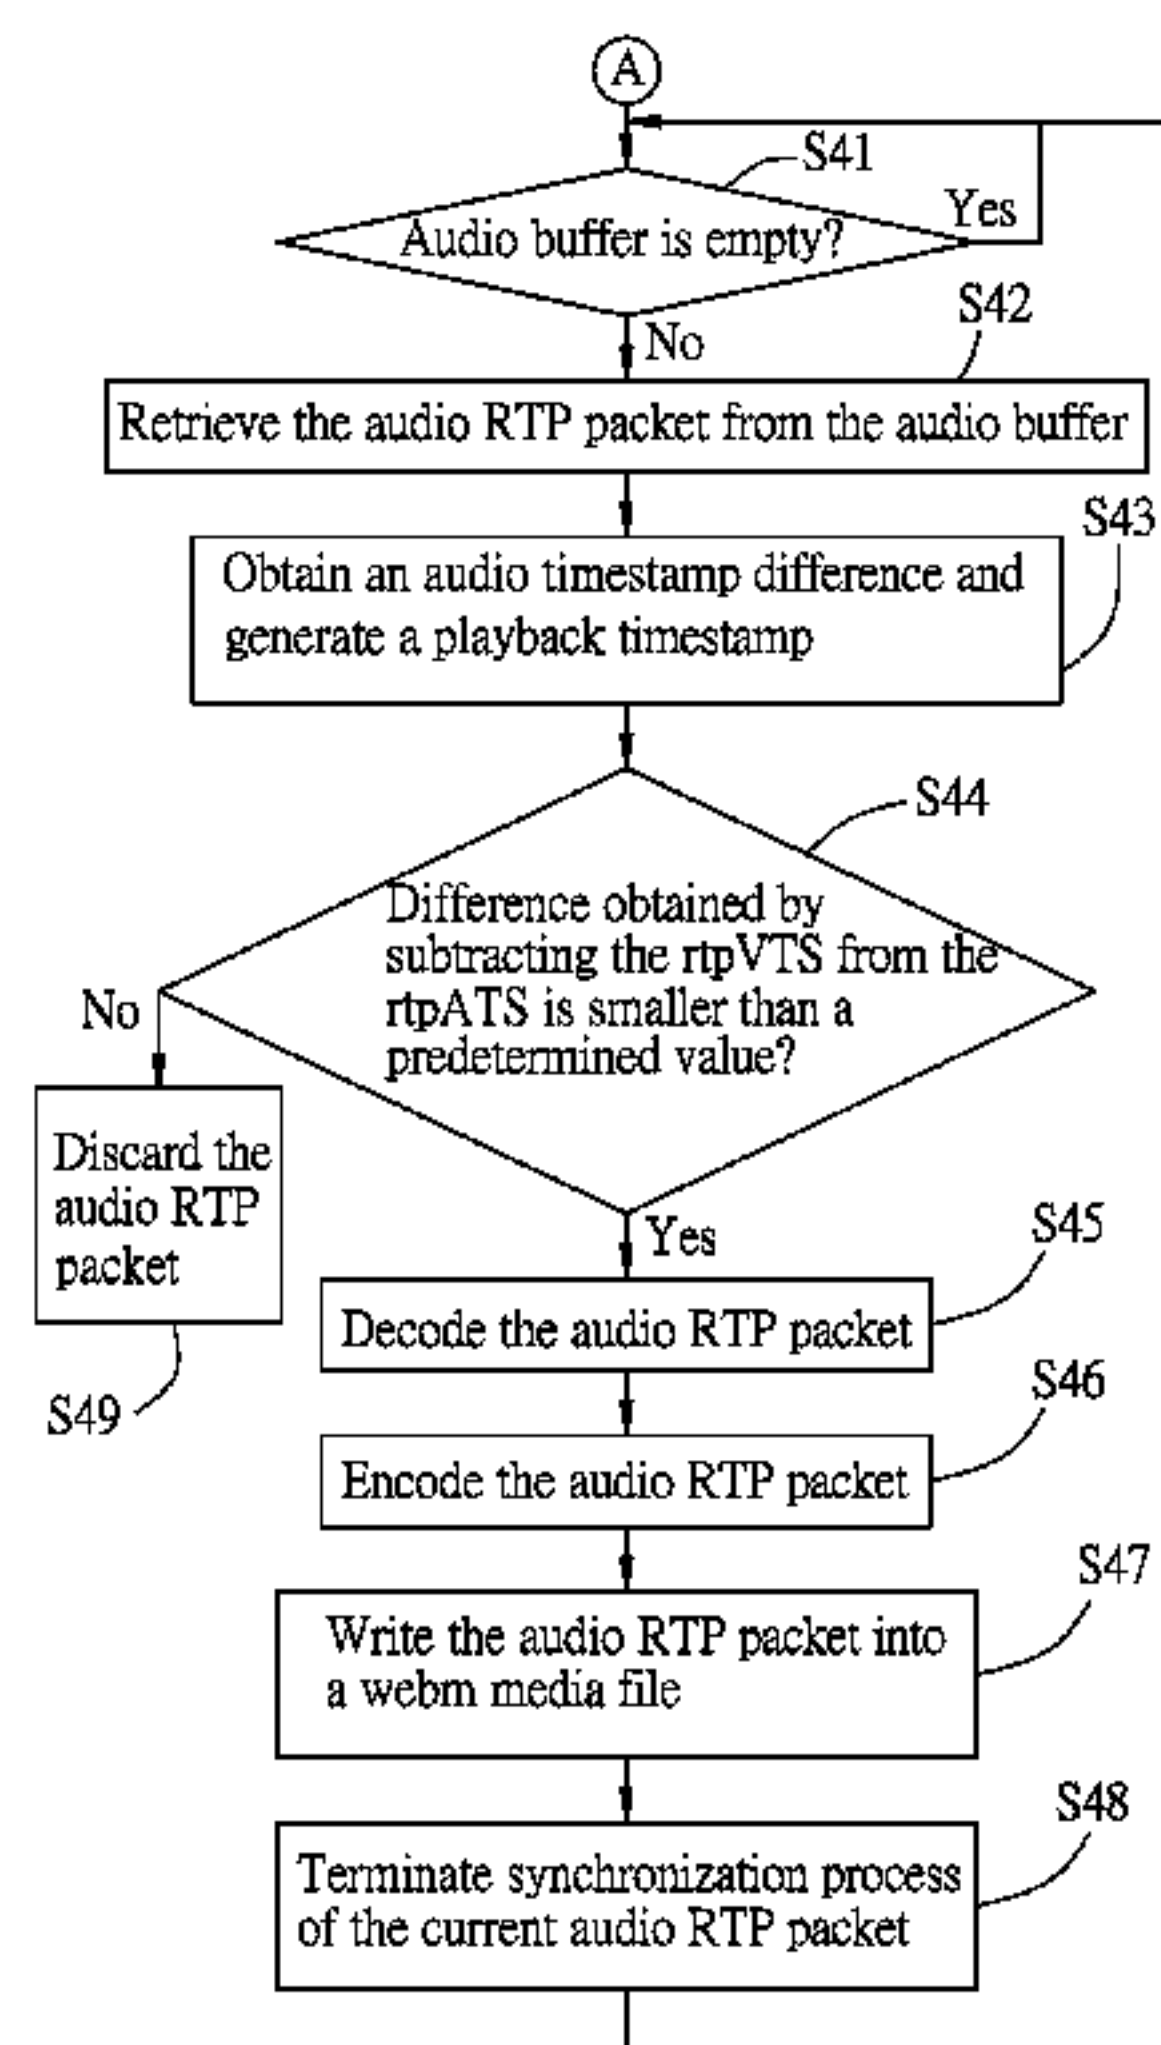 A
S41
Yes
Audio buffer is empty?
S42
No
Retrieve the audio RTP packet from the audio buffer
S43
Obtain an audio timestamp difference and
generate a playback timestamp
S44
Difference obtained by
subtracting the rtpVTS from the
rtpATS is smaller than a
predetermined value?
No
Discard the
audio RTP
packet
S49
Yes
S45
Decode the audio RTP packet
S46
Encode the audio RTP packet
S47
Write the audio RTP packet into
a webm media file
S48
Terminate synchronization process
of the current audio RTP packet